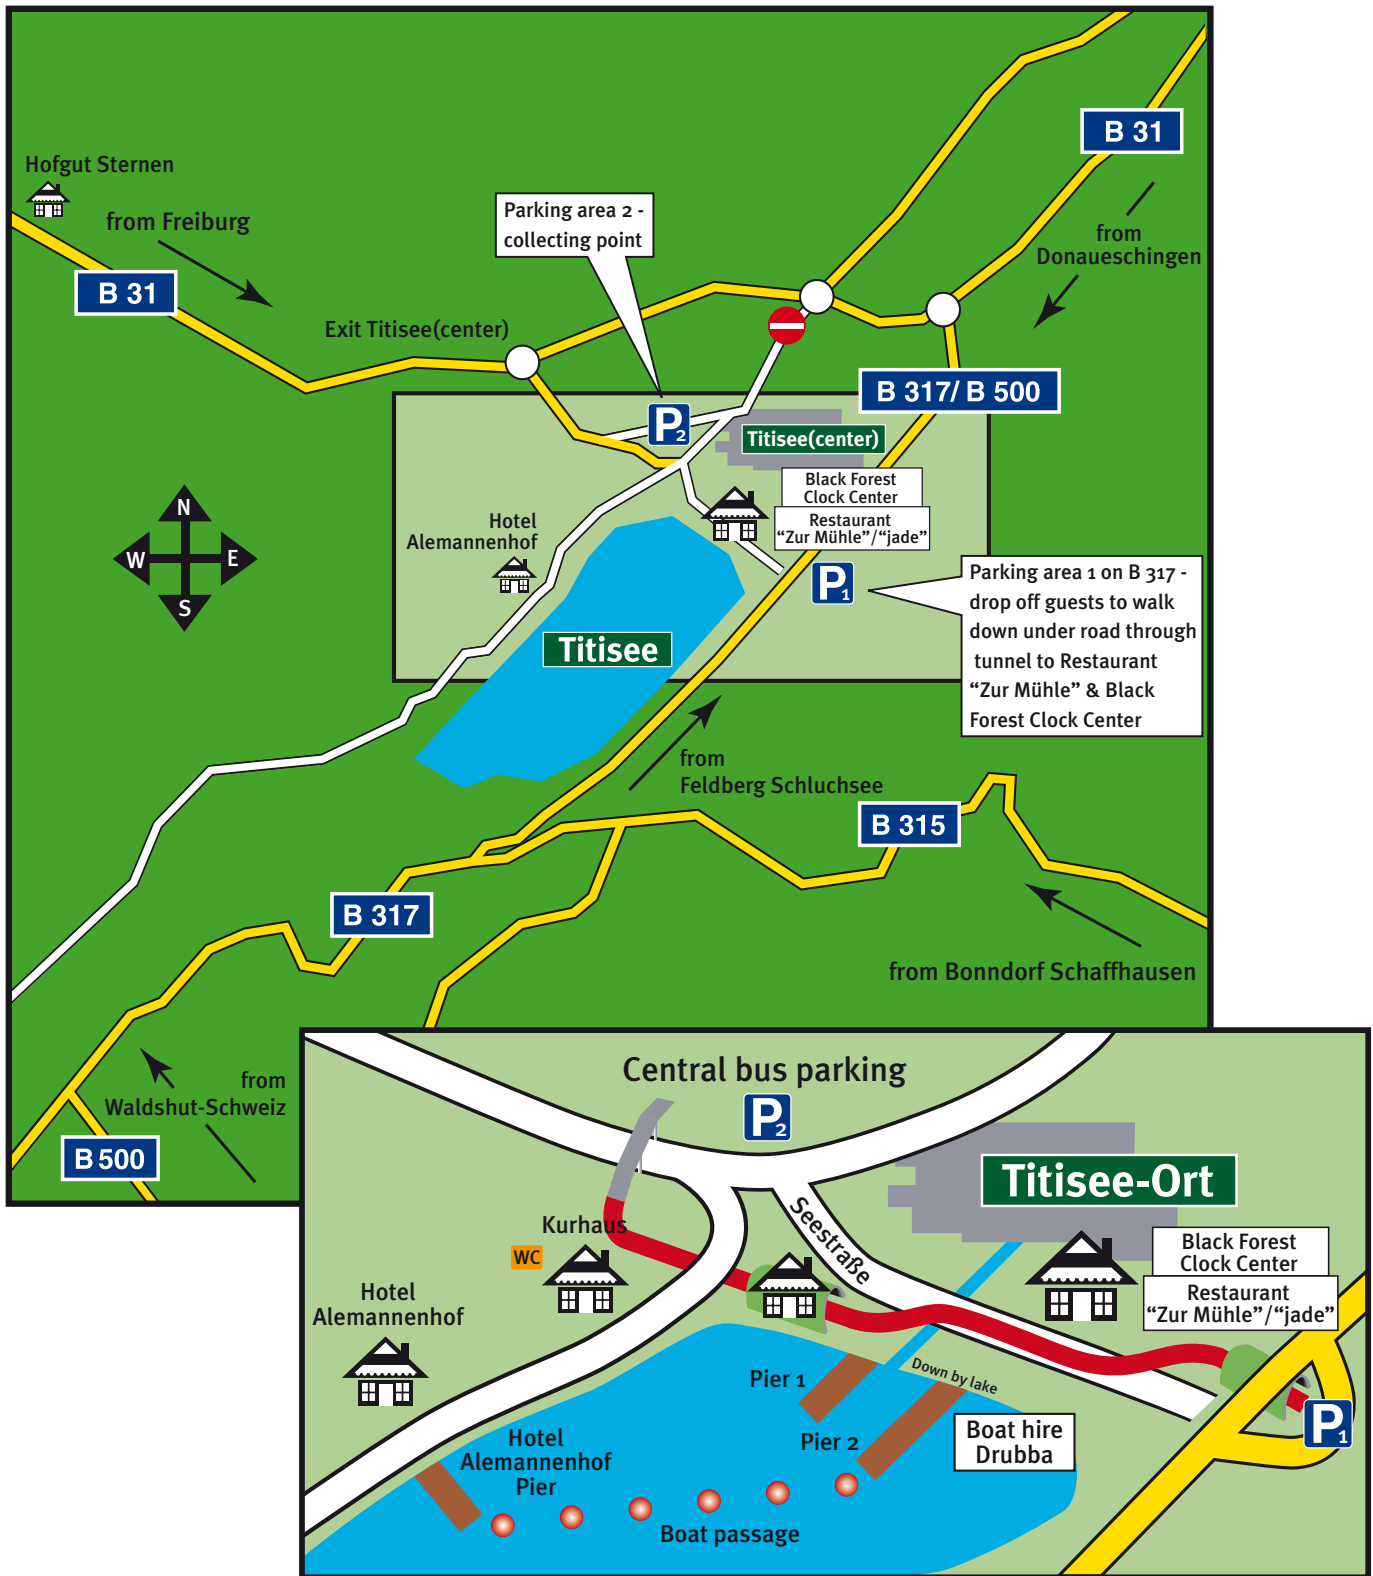 B 31
Hofgut Sternen
from Freiburg
B 31
Parking area 2 -
collecting point
from
Donaueschingen
Exit Titisee(center)
B 317/ B 500
P2
Titisee(center)
Black Forest
Clock Center
Restaurant
“Zur Mühle”/“jade”
N
W
E
S
Hotel
Alemannenhof
P1
Parking area 1 on B 317 -
drop off guests to walk
down under road through
tunnel to Restaurant
“Zur Mühle” & Black
Forest Clock Center
Titisee
from
Feldberg Schluchsee
B 315
B 317
from Bonndorf Schaffhausen
from
Waldshut-Schweiz
B 500
Central bus parking
P2
Titisee-Ort
Seestraße
Kurhaus
WC
Black Forest
Clock Center
Restaurant
“Zur Mühle”/“jade”
Hotel
Alemannenhof
Pier 1
Down by lake
P1
Pier 2
Boat hire
Drubba
Hotel
Alemannenhof
Pier
Boat passage